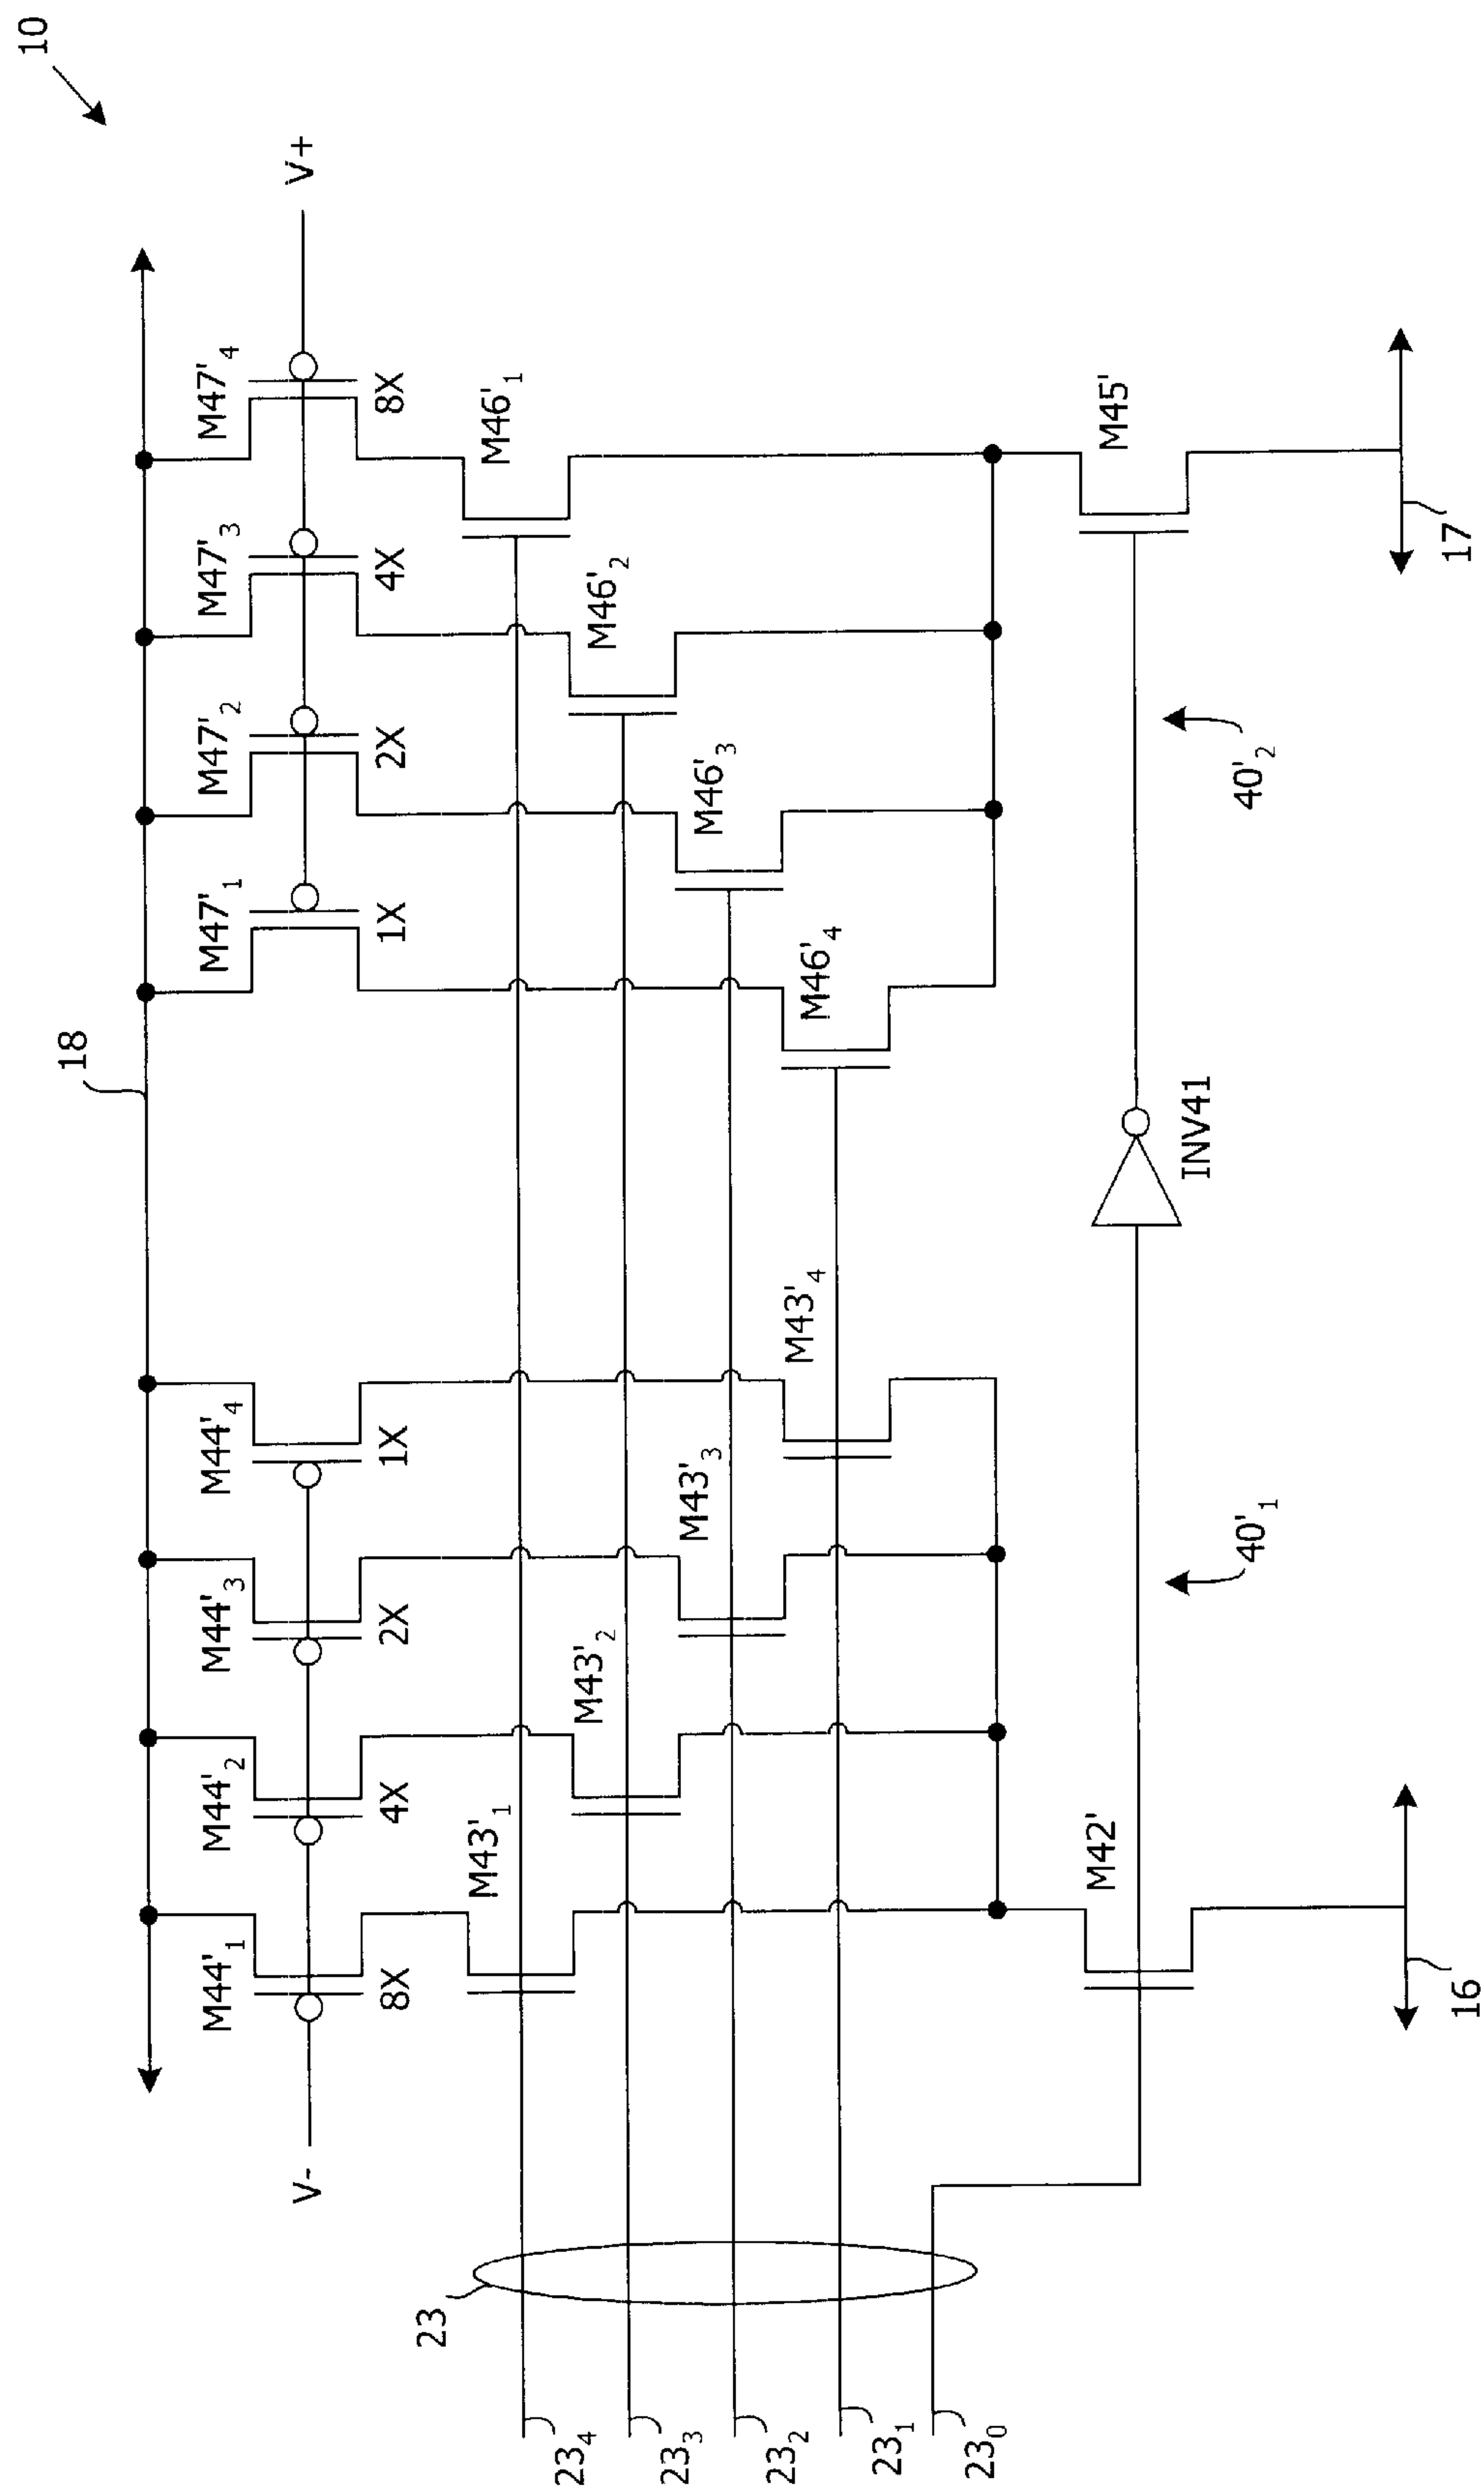 10
18
V-
V+
M44'1
M44'2
M44'3
M44'4
M47'1
M47'2
M47'3
M47'4
8X
4X
2X
1X
1X
2X
4X
8X
M43'1
M46'1
M43'2
M46'2
M43'3
M46'3
M43'4
M46'4
23
234
233
232
231
230
M42'
INV41
M45'
40'1
40'2
16
17